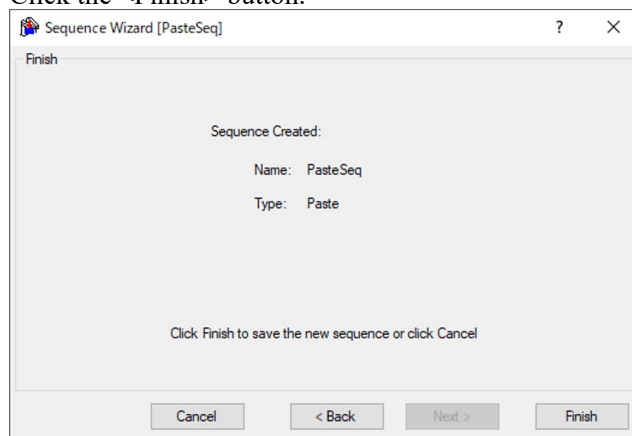 Click the <Finish> button.
Sequence Wizard [PasteSeq]
?
Finish
Sequence Created:
Name: PasteSeq
Type: Paste
Click Finish to save the new sequence or click Cancel
Cancel
< Back
Next >
Finish